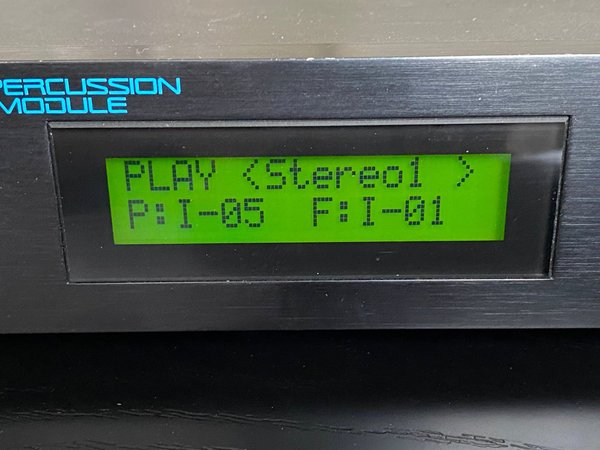 PERCUSSION
MODULE
PLAY <Stereo1 >
P:I-05 F:I-01